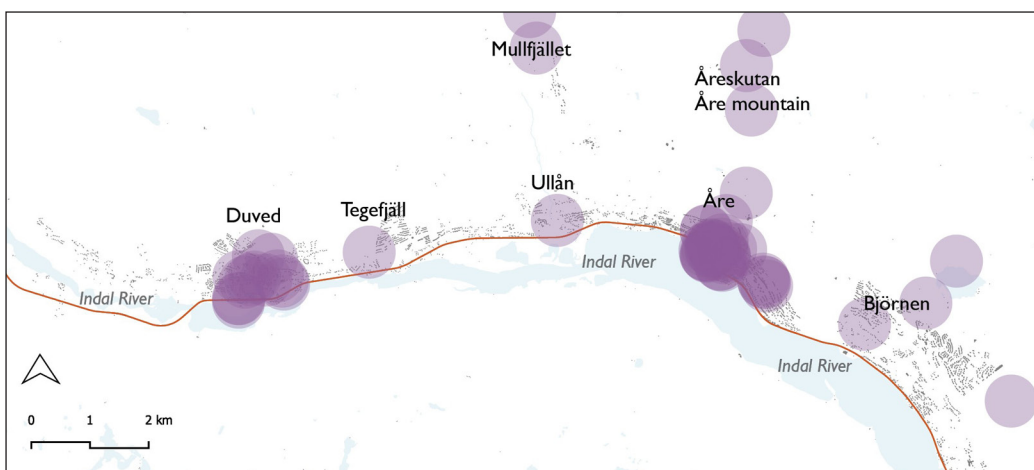 Mullfjället
Åreskutan
Åre mountain
Ullån
Åre
Tegefjäll
Duved
Indal River
Indal River
Björnen
Indal River
0 1 2 km